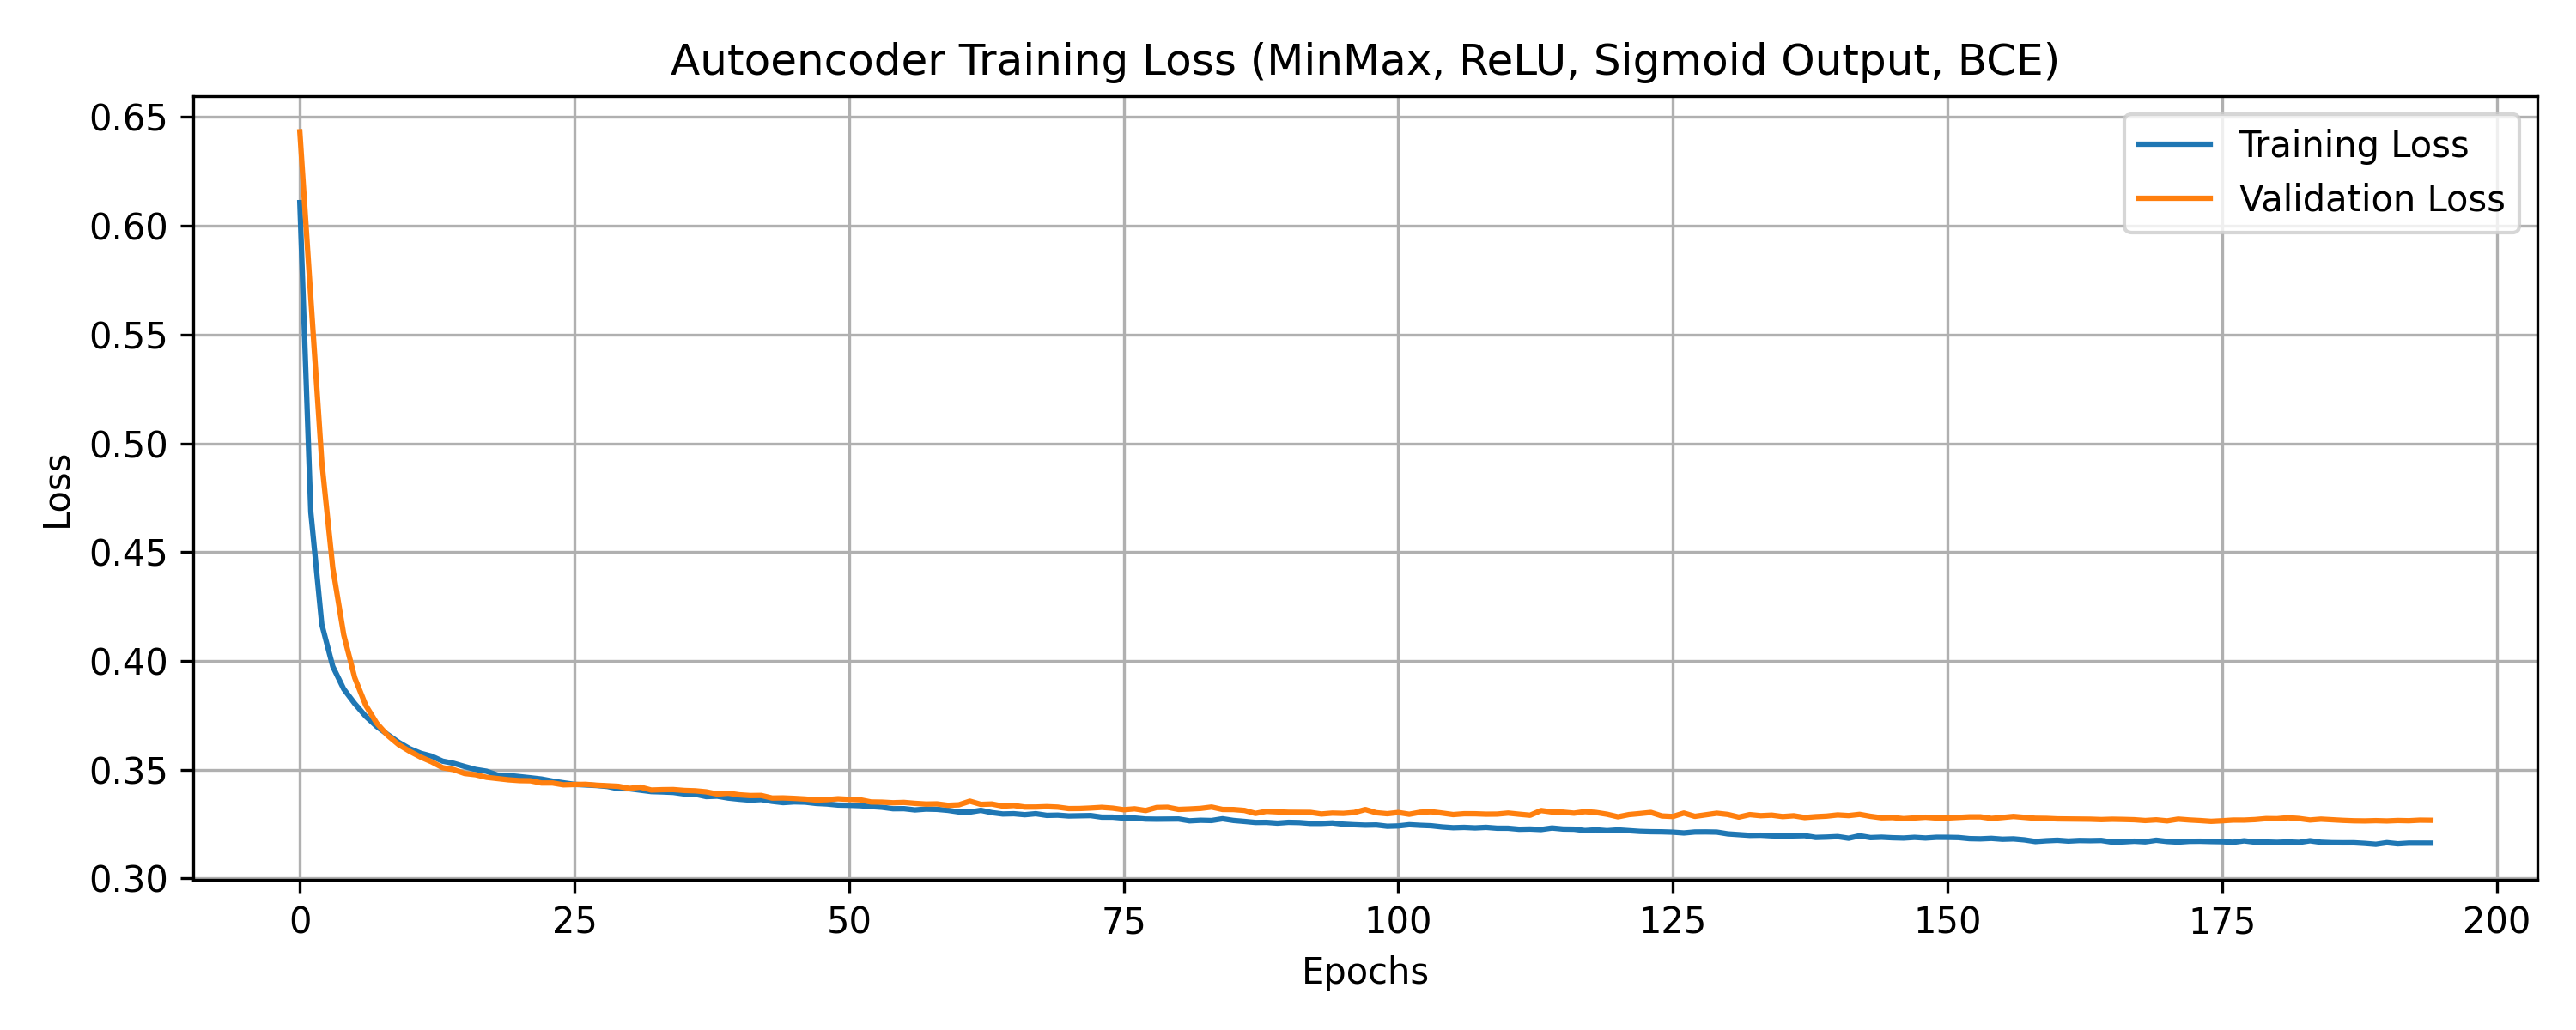 Autoencoder Training Loss (MinMax, ReLU, Sigmoid Output, BCE)
Training Loss
Validation Loss
0.65
0.60
0.55
0.50
0.45
0.40
0.35
0.30
Loss
0 25 50 75 100 125 150 175 200
Epochs